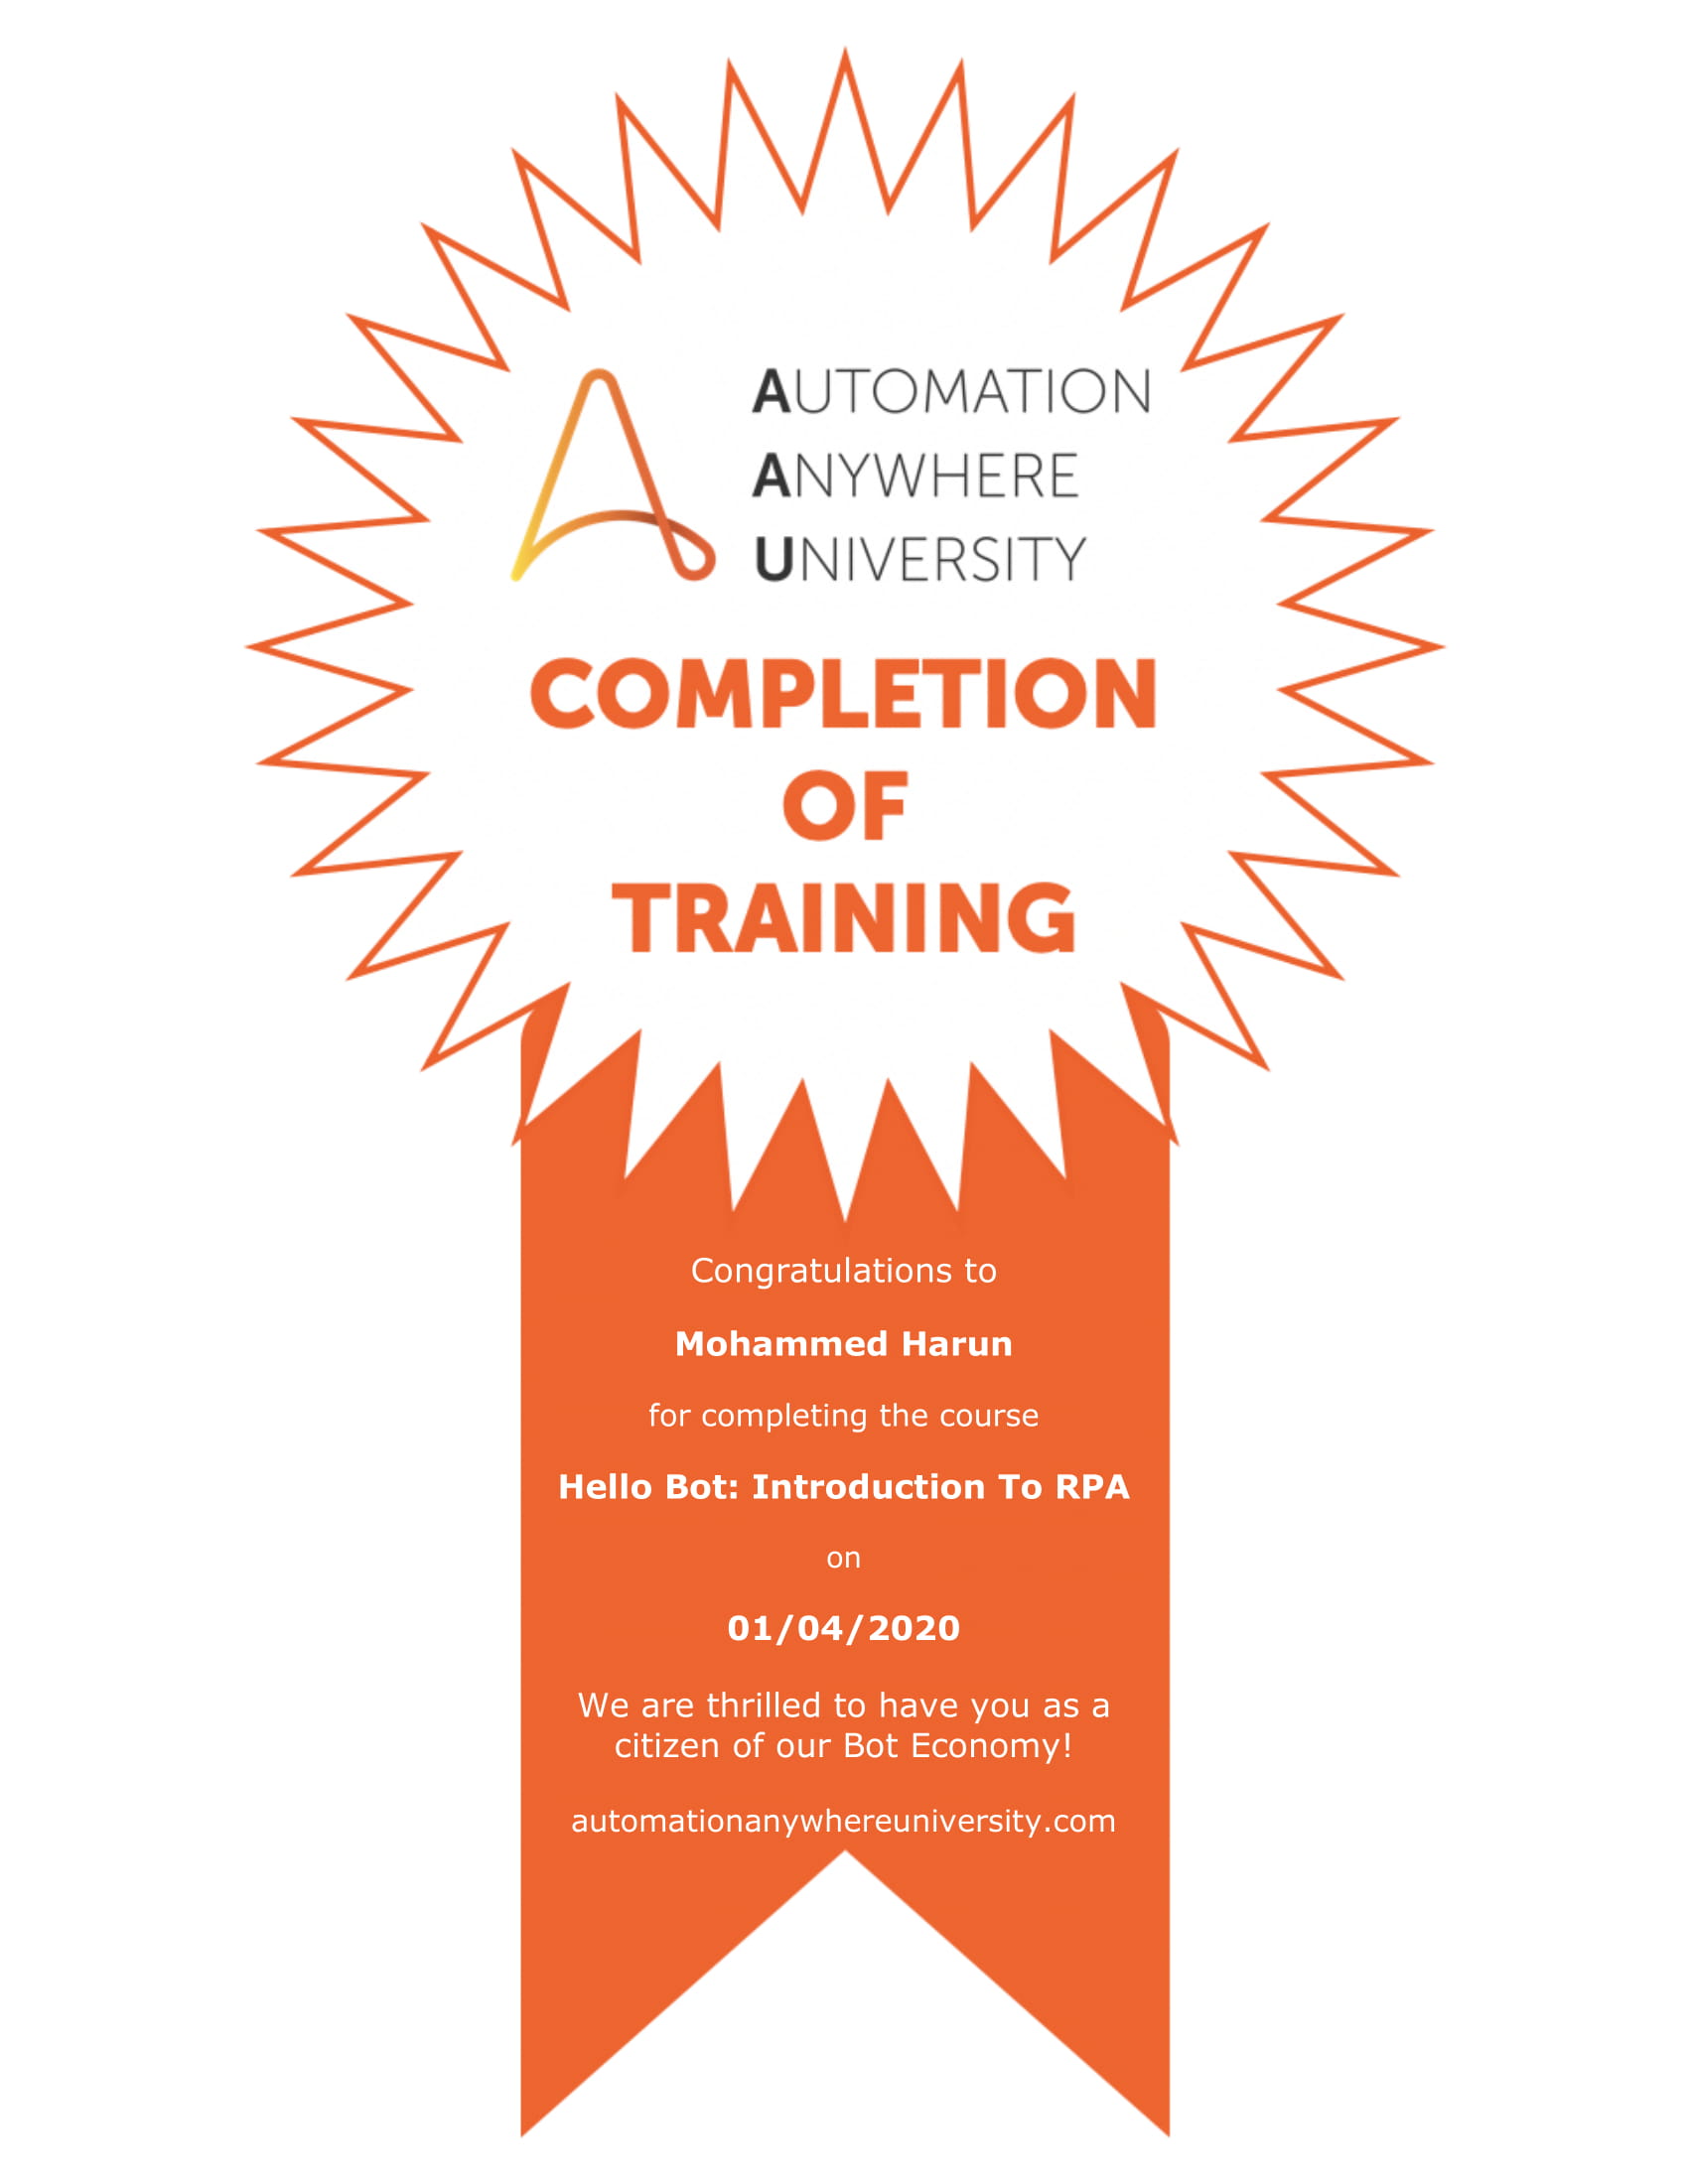 AUTOMATION
ANYWHERE
UNIVERSITY
COMPLETION
OF
TRAINING
Congratulations to
Mohammed Harun
for completing the course
Hello Bot: Introduction To RPA
on
01/04/2020
We are thrilled to have you as a
citizen of our Bot Economy!
automationanywhereuniversity.com